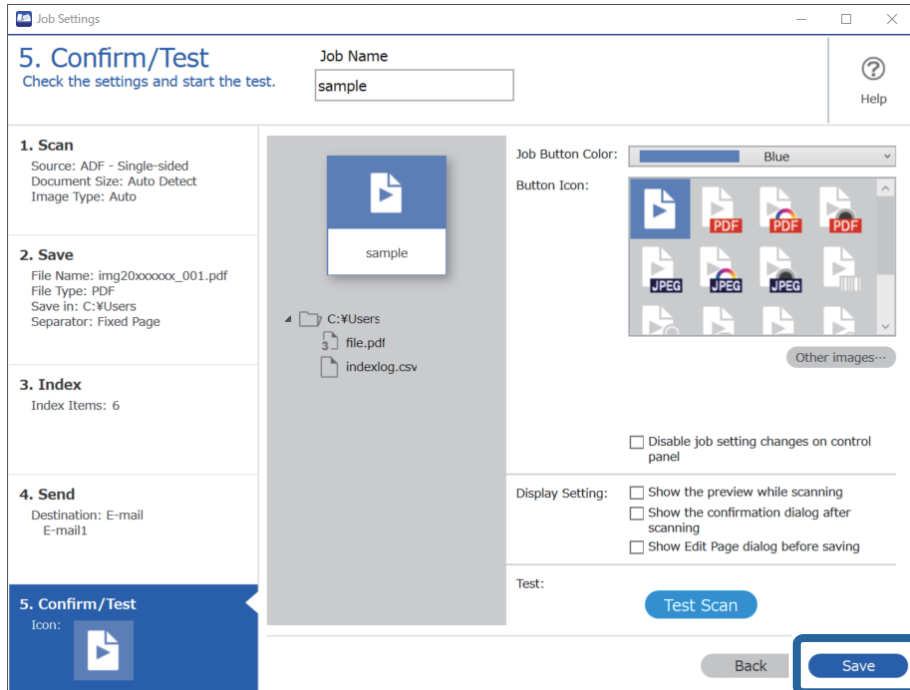 Job Settings
5. Confirm/Test
Check the settings and start the test.
Job Name
sample
?
Help
1. Scan
Source: ADF - Single-sided
Document Size: Auto Detect
Image Type: Auto
2. Save
File Name: img20xxxxxx_001.pdf
File Type: PDF
Save in: C:¥Users
Separator: Fixed Page
3. Index
Index Items: 6
4. Send
Destination: E-mail
E-mail1
5. Confirm/Test
Icon:
sample
C:¥Users
3 file.pdf
indexlog.csv
Job Button Color: Blue
Button Icon:
PDF PDF PDF
JPEG JPEG JPEG
Other images···
Disable job setting changes on control
panel
Display Setting: Show the preview while scanning
Show the confirmation dialog after
scanning
Show Edit Page dialog before saving
Test:
Test Scan
Back Save